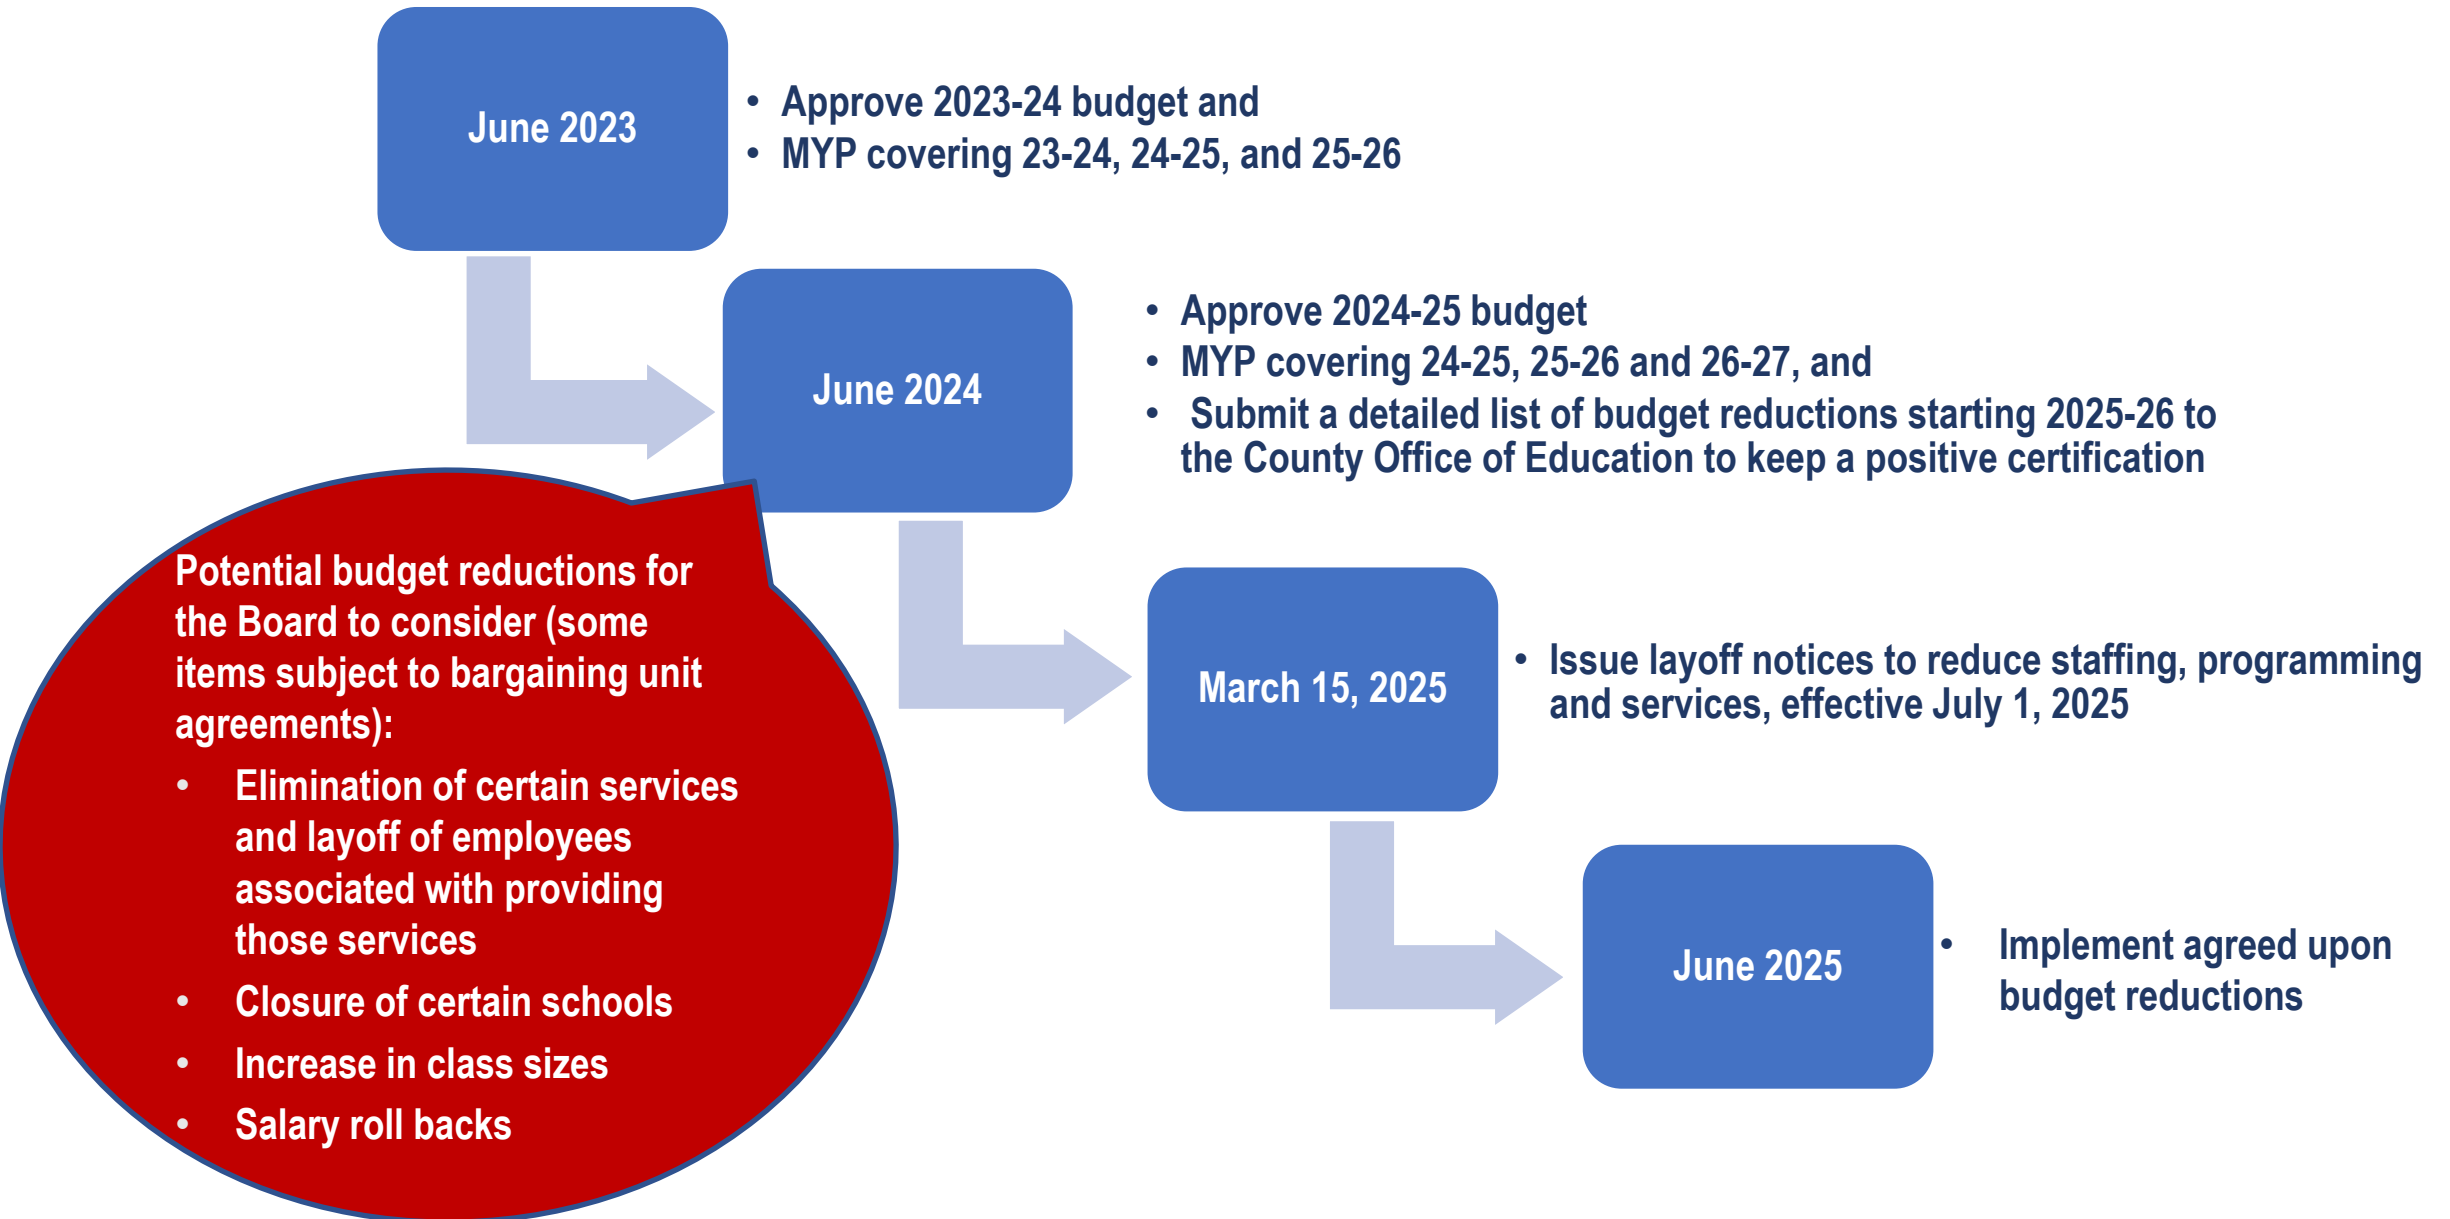 June 2023
• Approve 2023-24 budget and
• MYP covering 23-24, 24-25, and 25-26
June 2024
• Approve 2024-25 budget
• MYP covering 24-25, 25-26 and 26-27, and
• Submit a detailed list of budget reductions starting 2025-26 to
the County Office of Education to keep a positive certification
Potential budget reductions for
the Board to consider (some
items subject to bargaining unit
agreements):
• Elimination of certain services
and layoff of employees
associated with providing
those services
• Closure of certain schools
• Increase in class sizes
• Salary roll backs
March 15, 2025
• Issue layoff notices to reduce staffing, programming
and services, effective July 1, 2025
June 2025
• Implement agreed upon
budget reductions